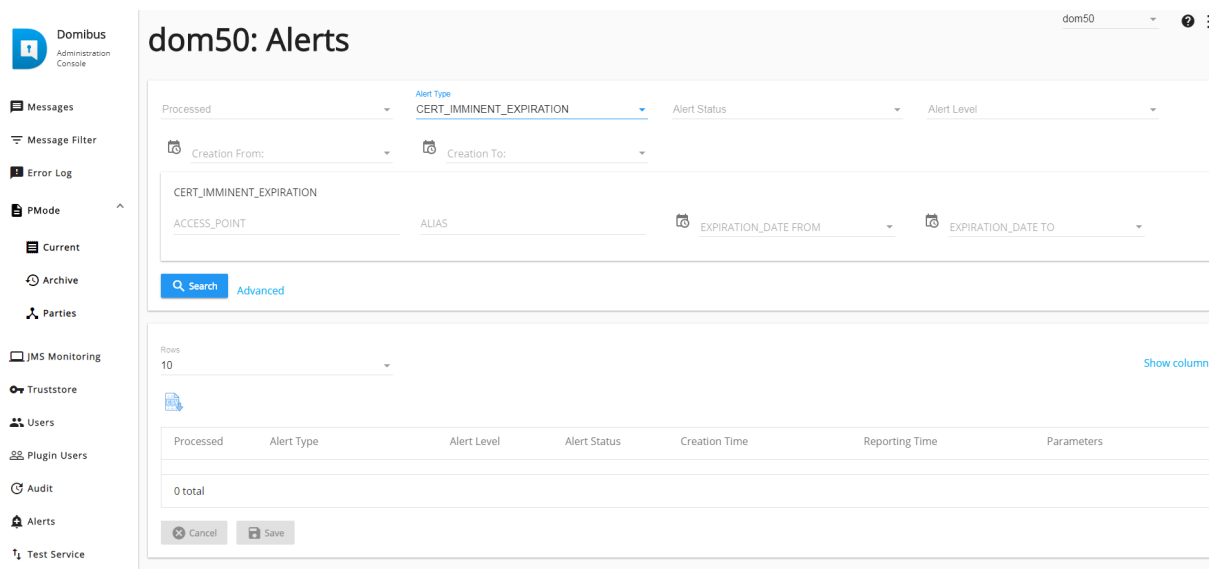 Domibus
Administration
Console
Messages
Message Filter
Error Log
PMode
Current
Archive
Parties
JMS Monitoring
Truststore
Users
Plugin Users
Audit
Alerts
Test Service
dom50
dom50: Alerts
Processed
Alert Type
CERT_IMMINENT_EXPIRATION
Alert Status
Alert Level
Creation From:
Creation To:
CERT_IMMINENT_EXPIRATION
ACCESS_POINT
ALIAS
EXPIRATION_DATE FROM
EXPIRATION_DATE TO
Search
Advanced
Rows
10
Show column
CSV
Processed Alert Type Alert Level Alert Status Creation Time Reporting Time Parameters
0 total
Cancel
Save